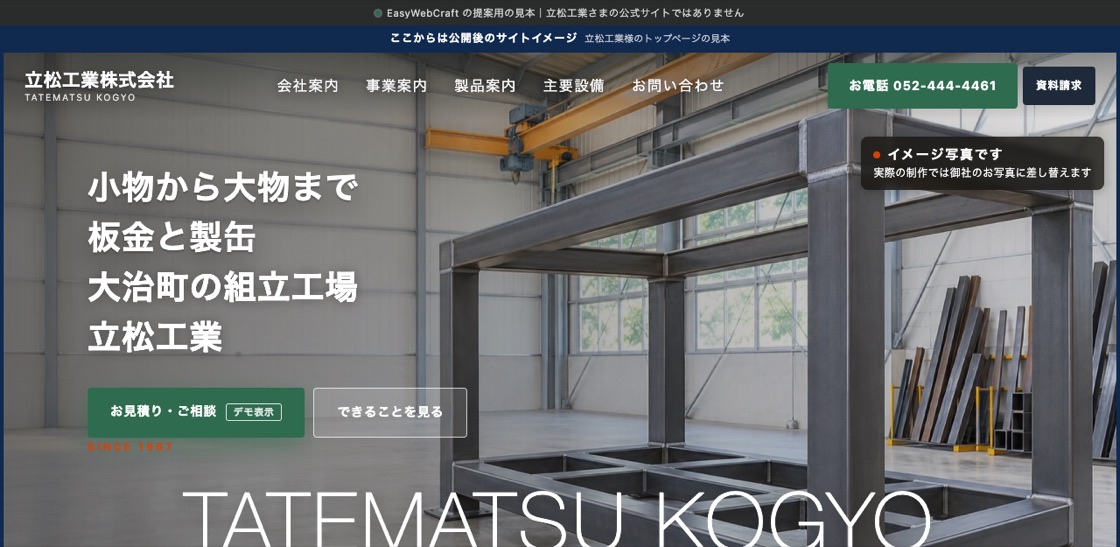 EasyWebCraft の提案用の見本｜立松工業さまの公式サイトではありません
ここからは公開後のサイトイメージ 立松工業様のトップページの見本
立松工業株式会社
TATEMATSU KOGYO
会社案内 事業案内 製品案内 主要設備 お問い合わせ
お電話 052-444-4461
資料請求
イメージ写真です
実際の制作では御社のお写真に差し替えます
小物から大物まで
板金と製缶
大治町の組立工場
立松工業
お見積り・ご相談 デモ表示
できることを見る
SINCE 1967
TATEMATSU KOGYO